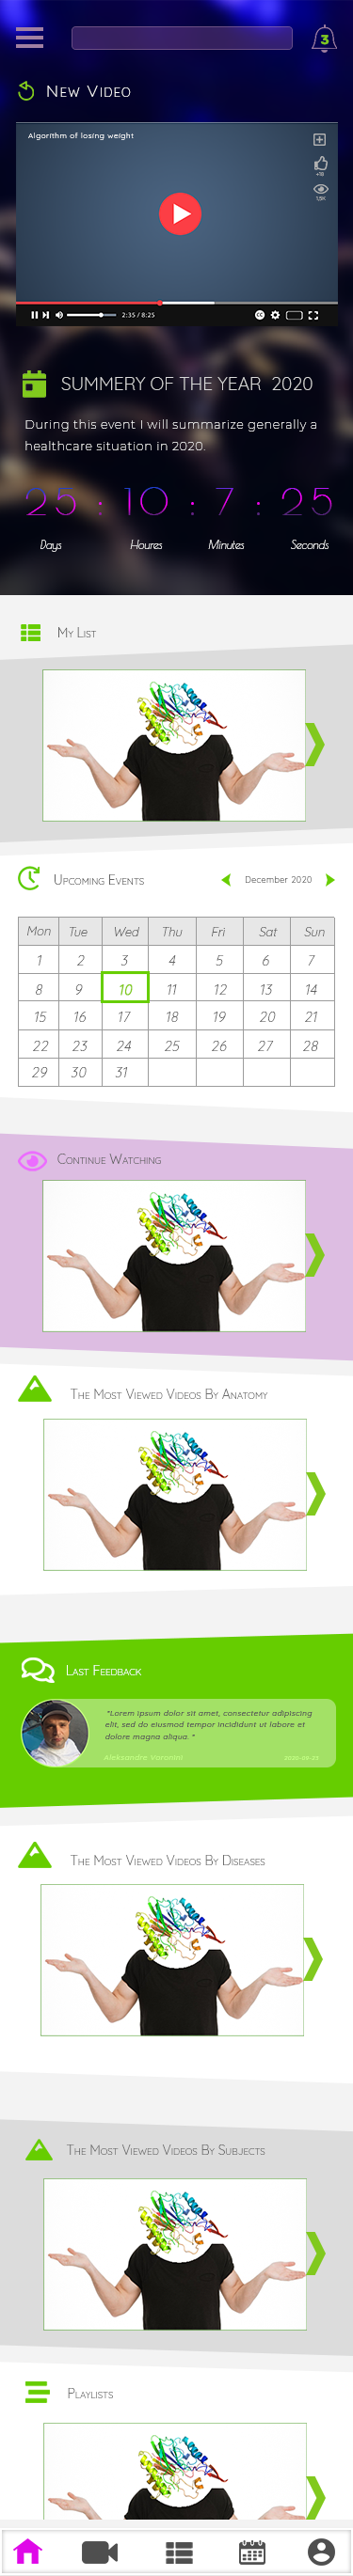 3
New Video
Algorithm of losing weight
+18
1,5K
2:35 / 8:25
CC
SUMMERY OF THE YEAR 2020
During this event I will summarize generally a
healthcare situation in 2020.
25 : 10 : 7 : 25
Days Houres Minutes Seconds
My List
Upcoming Events December 2020
Mon Tue Wed Thu Fri Sat Sun
1 2 3 4 5 6 7
8 9 10 11 12 13 14
15 16 17 18 19 20 21
22 23 24 25 26 27 28
29 30 31
Continue Watching
The Most Viewed Videos By Anatomy
Last Feedback
"Lorem ipsum dolor sit amet, consectetur adipiscing
elit, sed do eiusmod tempor incididunt ut labore et
dolore magna aliqua. "
Aleksandre Varonini
The Most Viewed Videos By Diseases
The Most Viewed Videos By Subjects
Playlists